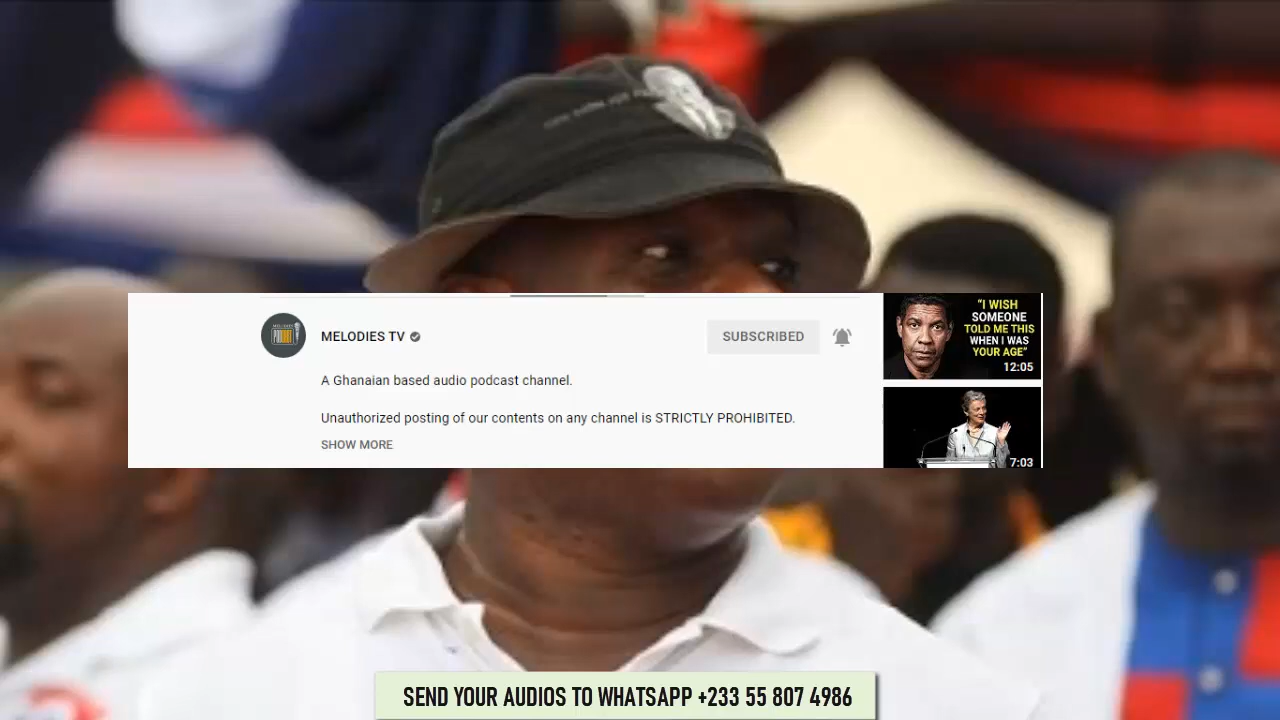 MELODIES TV
SUBSCRIBED
A Ghanaian based audio podcast channel.
Unauthorized posting of our contents on any channel is STRICTLY PROHIBITED.
SHOW MORE
"I WISH
SOMEONE
TOLD ME THIS
WHEN I WAS
YOUR AGE"
12:05
7:03
SEND YOUR AUDIOS TO WHATSAPP +233 55 807 4986